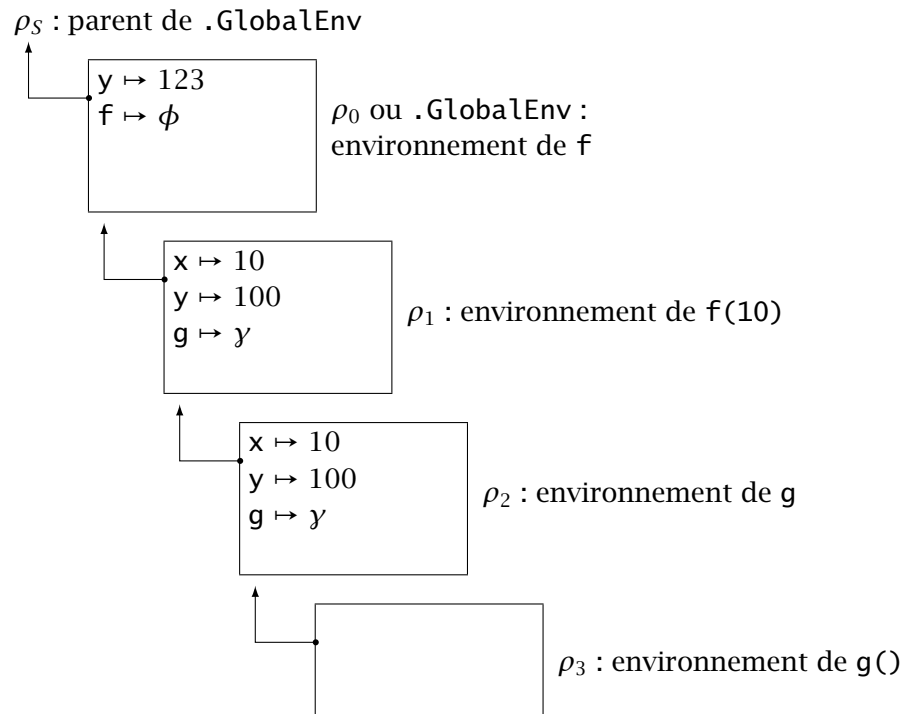 ρS : parent de .GlobalEnv
y ↦ 123
f ↦ ϕ
ρ0 ou .GlobalEnv :
environnement de f
x ↦ 10
y ↦ 100
g ↦ γ
ρ1 : environnement de f(10)
x ↦ 10
y ↦ 100
g ↦ γ
ρ2 : environnement de g
ρ3 : environnement de g()